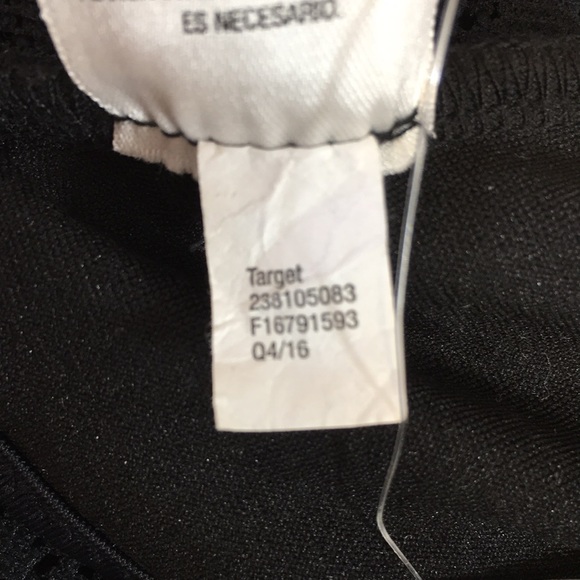 ES NECESARIO.
Target
238105083
F16791593
Q4/16